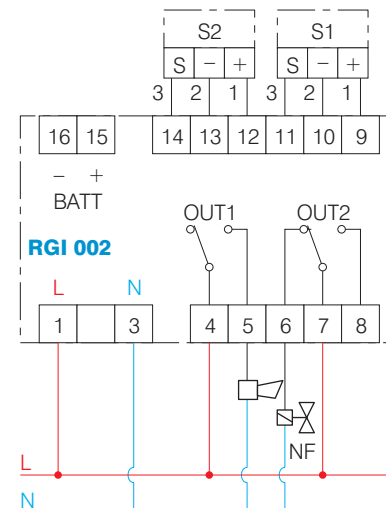 S2 S1
S − + S − +
3 2 1 3 2 1
16 15 14 13 12 11 10 9
− +
BATT
OUT1 OUT2
RGI 002
L N
1 3 4 5 6 7 8
NF
L
N